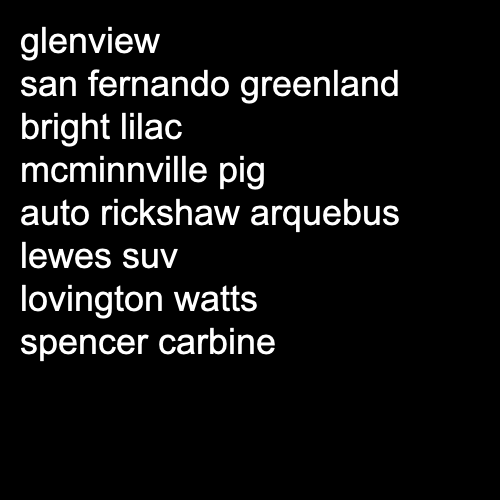 glenview
san fernando greenland
bright lilac
mcminnville pig
auto rickshaw arquebus
lewes suv
lovington watts
spencer carbine